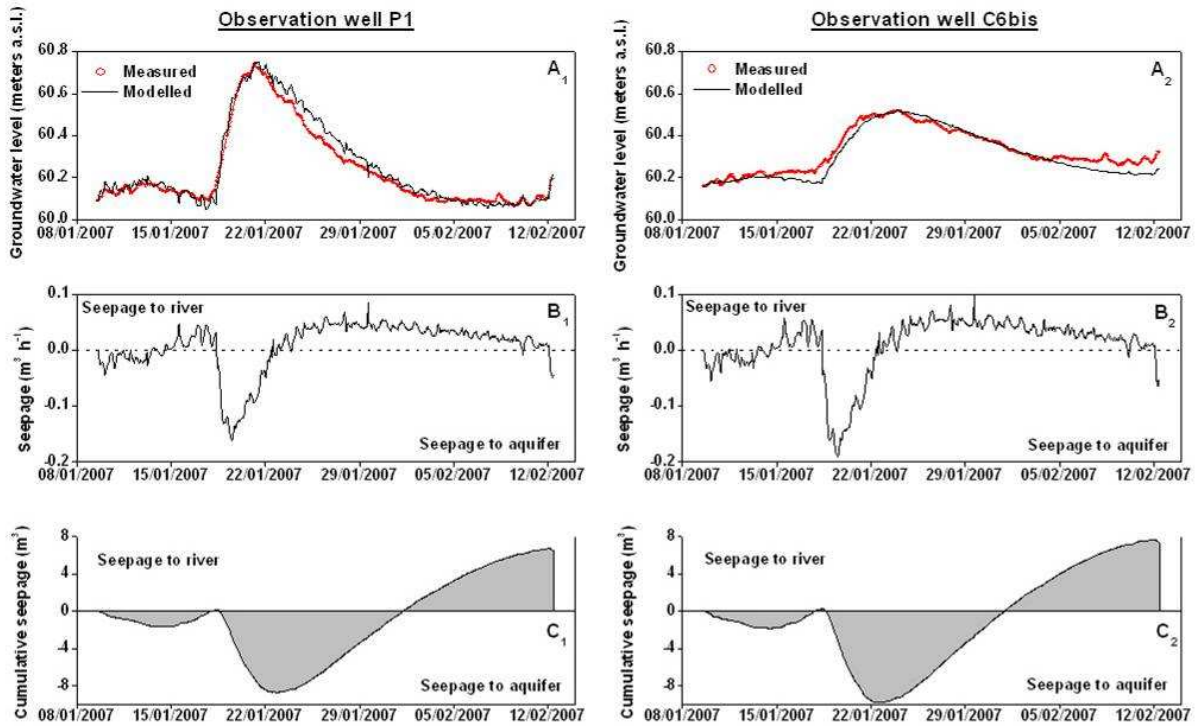 Observation well P1
Groundwater level (meters a.s.l.)
60.8
60.6
60.4
60.2
60.0
Measured
Modelled
A1
08/01/2007 15/01/2007 22/01/2007 29/01/2007 05/02/2007 12/02/2007
Seepage (m³ h⁻¹)
0.1
0.0
-0.1
-0.2
Seepage to river
B1
Seepage to aquifer
08/01/2007 15/01/2007 22/01/2007 29/01/2007 05/02/2007 12/02/2007
Cumulative seepage (m³)
8
4
0
-4
-8
Seepage to river
C1
Seepage to aquifer
08/01/2007 15/01/2007 22/01/2007 29/01/2007 05/02/2007 12/02/2007
Observation well C6bis
Groundwater level (meters a.s.l.)
60.8
60.6
60.4
60.2
60.0
Measured
Modelled
A2
08/01/2007 15/01/2007 22/01/2007 29/01/2007 05/02/2007 12/02/2007
Seepage (m³ h⁻¹)
0.1
0.0
-0.1
-0.2
Seepage to river
B2
Seepage to aquifer
08/01/2007 15/01/2007 22/01/2007 29/01/2007 05/02/2007 12/02/2007
Cumulative seepage (m³)
8
4
0
-4
-8
Seepage to river
C2
Seepage to aquifer
08/01/2007 15/01/2007 22/01/2007 29/01/2007 05/02/2007 12/02/2007